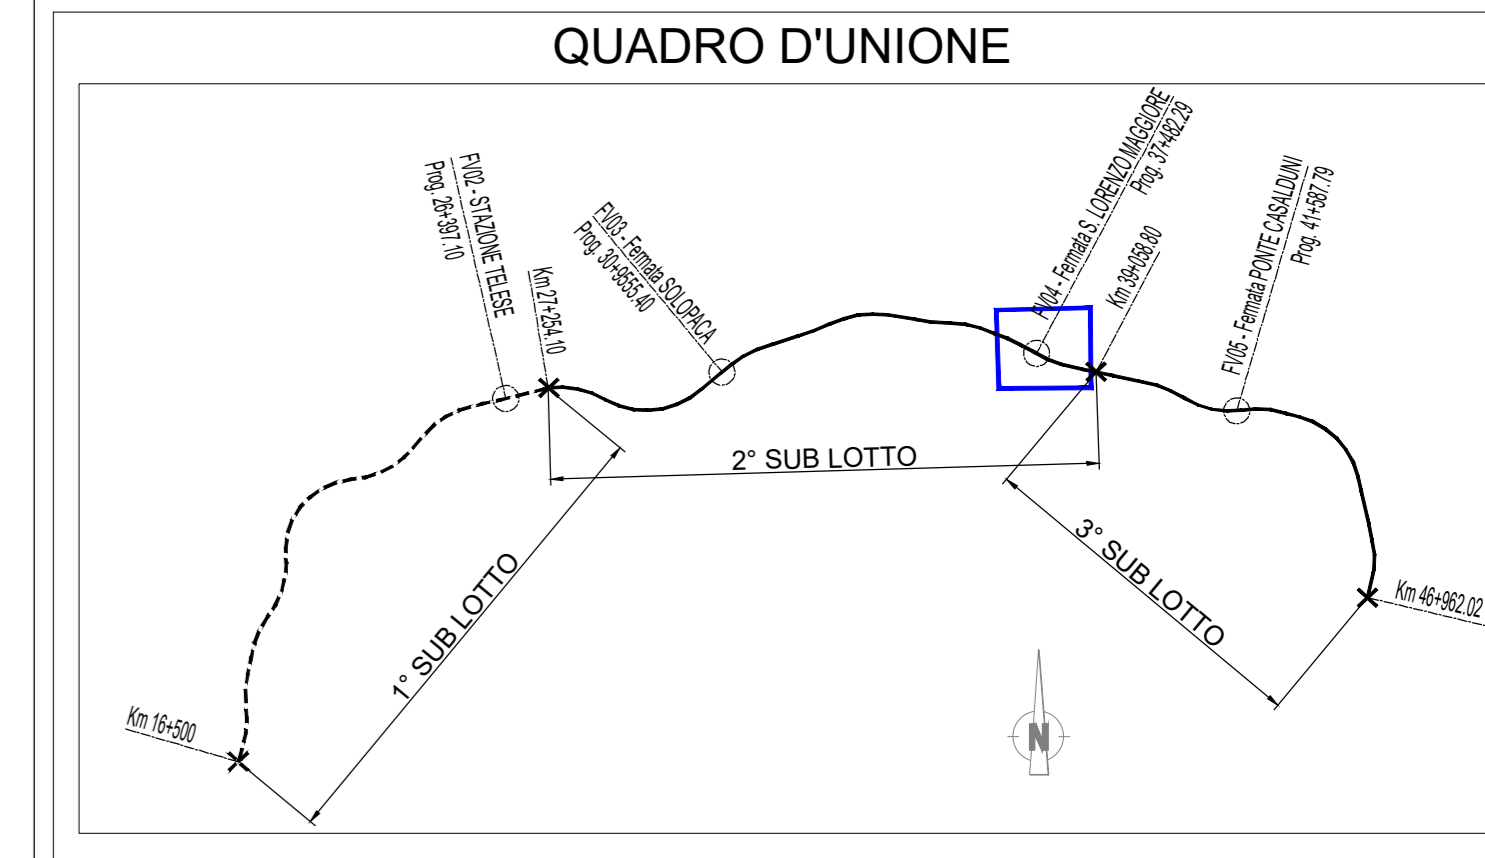 QUADRO D'UNIONE
FV02 - STAZIONE TELESE
Prog. 26+397.10
Km 27+254.10
FV03 - Fermata SOLOPACA
Prog. 30+9555.40
FV04 - Fermata S. LORENZO MAGGIORE
Prog. 37+482.29
Km 39+058.80
FV05 - Fermata PONTE CASALDUNI
Prog. 41+587.79
2° SUB LOTTO
1° SUB LOTTO
3° SUB LOTTO
Km 46+962.02
Km 16+500
N